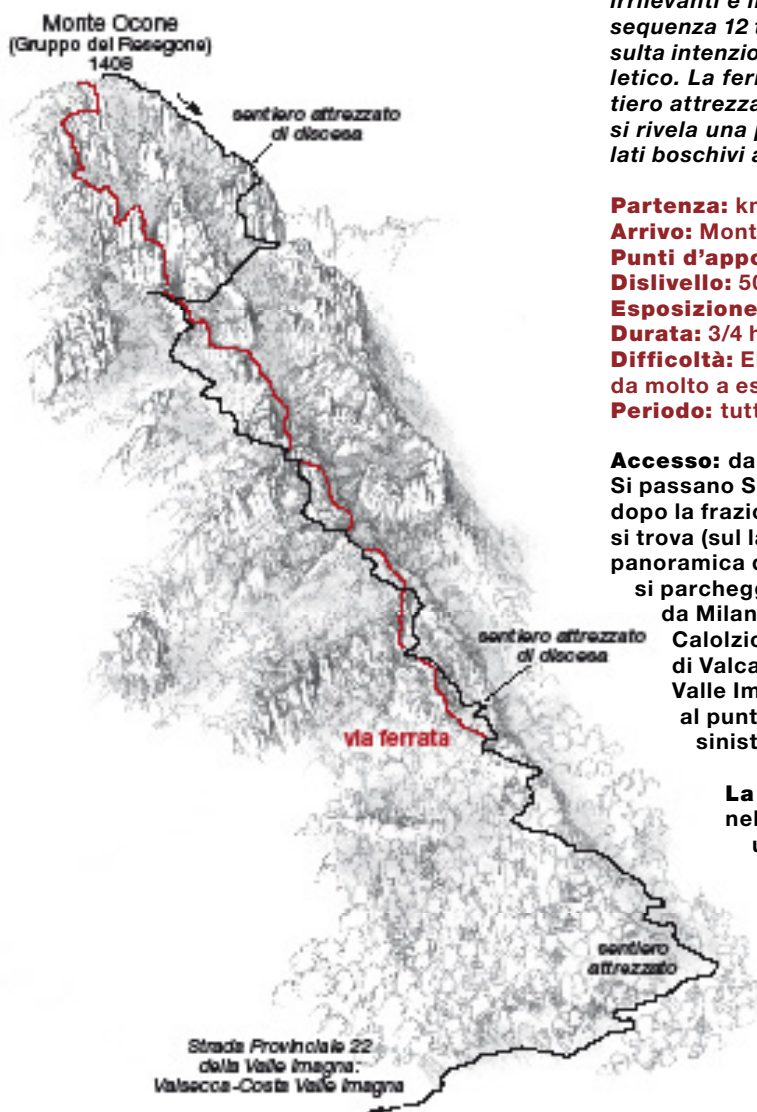 Monte Ocone
(Gruppo del Resegone)
1408
sentiero attrezzato
di discesa
sentiero attrezzato
di discesa
via ferrata
sentiero
attrezzato
Strada Provinciale 22
della Valle Imagna:
Valsecca-Costa Valle Imagna
irrilevanti e i
sequenza 12 t
sulta intenzio
letico. La ferr
tiero attrezza
si rivela una p
lati boschivi a
Partenza: km
Arrivo: Mont
Punti d'appo
Dislivello: 50
Esposizione
Durata: 3/4 h
Difficoltà: E
da molto a es
Periodo: tutt
Accesso: da
Si passano S
dopo la frazio
si trova (sul la
panoramica d
si parchegg
da Milan
Calolzio
di Valca
Valle Im
al punt
sinist
La
nel
u